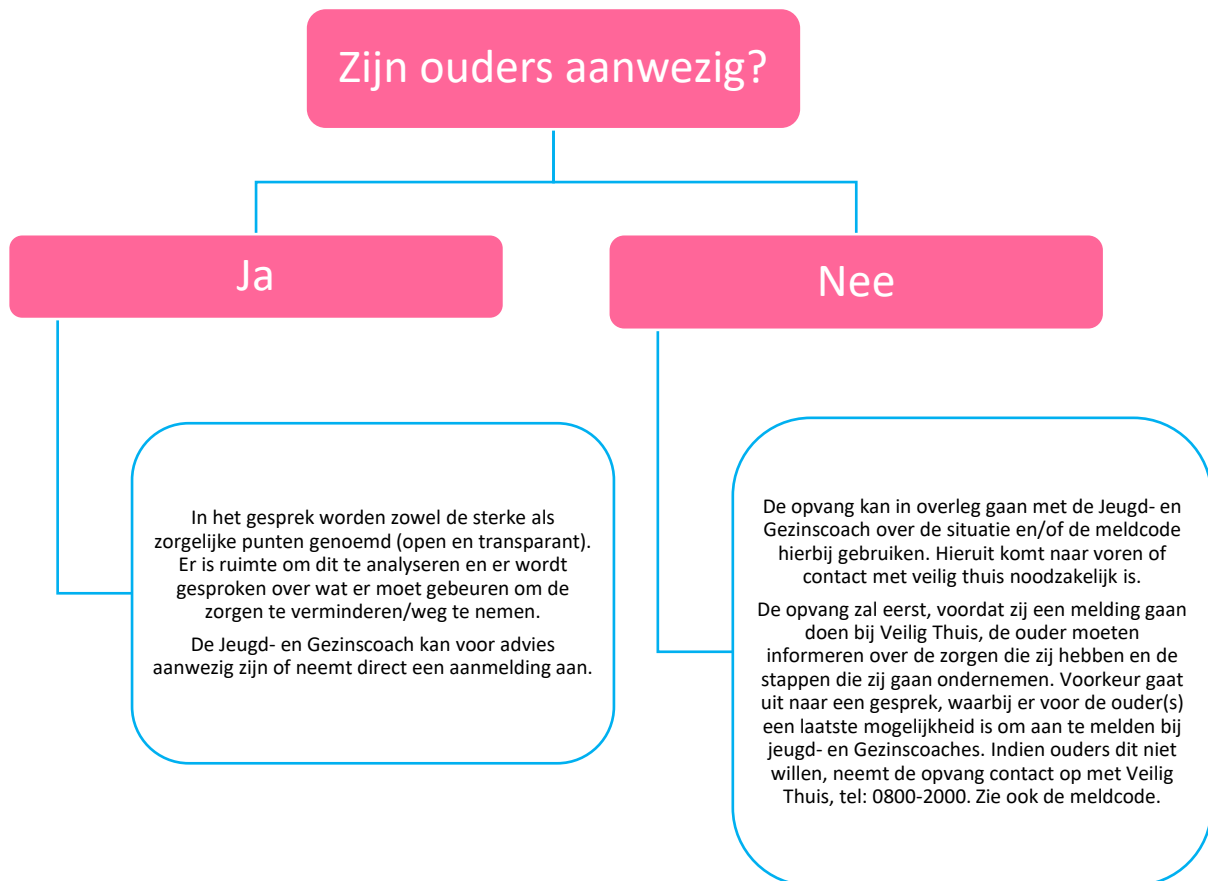 Zijn ouders aanwezig?
Ja
Nee
In het gesprek worden zowel de sterke als
zorgelijke punten genoemd (open en transparant).
Er is ruimte om dit te analyseren en er wordt
gesproken over wat er moet gebeuren om de
zorgen te verminderen/weg te nemen.
De Jeugd- en Gezinscoach kan voor advies
aanwezig zijn of neemt direct een aanmelding aan.
De opvang kan in overleg gaan met de Jeugd- en
Gezinscoach over de situatie en/of de meldcode
hierbij gebruiken. Hieruit komt naar voren of
contact met veilig thuis noodzakelijk is.
De opvang zal eerst, voordat zij een melding gaan
doen bij Veilig Thuis, de ouder moeten
informeren over de zorgen die zij hebben en de
stappen die zij gaan ondernemen. Voorkeur gaat
uit naar een gesprek, waarbij er voor de ouder(s)
een laatste mogelijkheid is om aan te melden bij
jeugd- en Gezinscoaches. Indien ouders dit niet
willen, neemt de opvang contact op met Veilig
Thuis, tel: 0800-2000. Zie ook de meldcode.